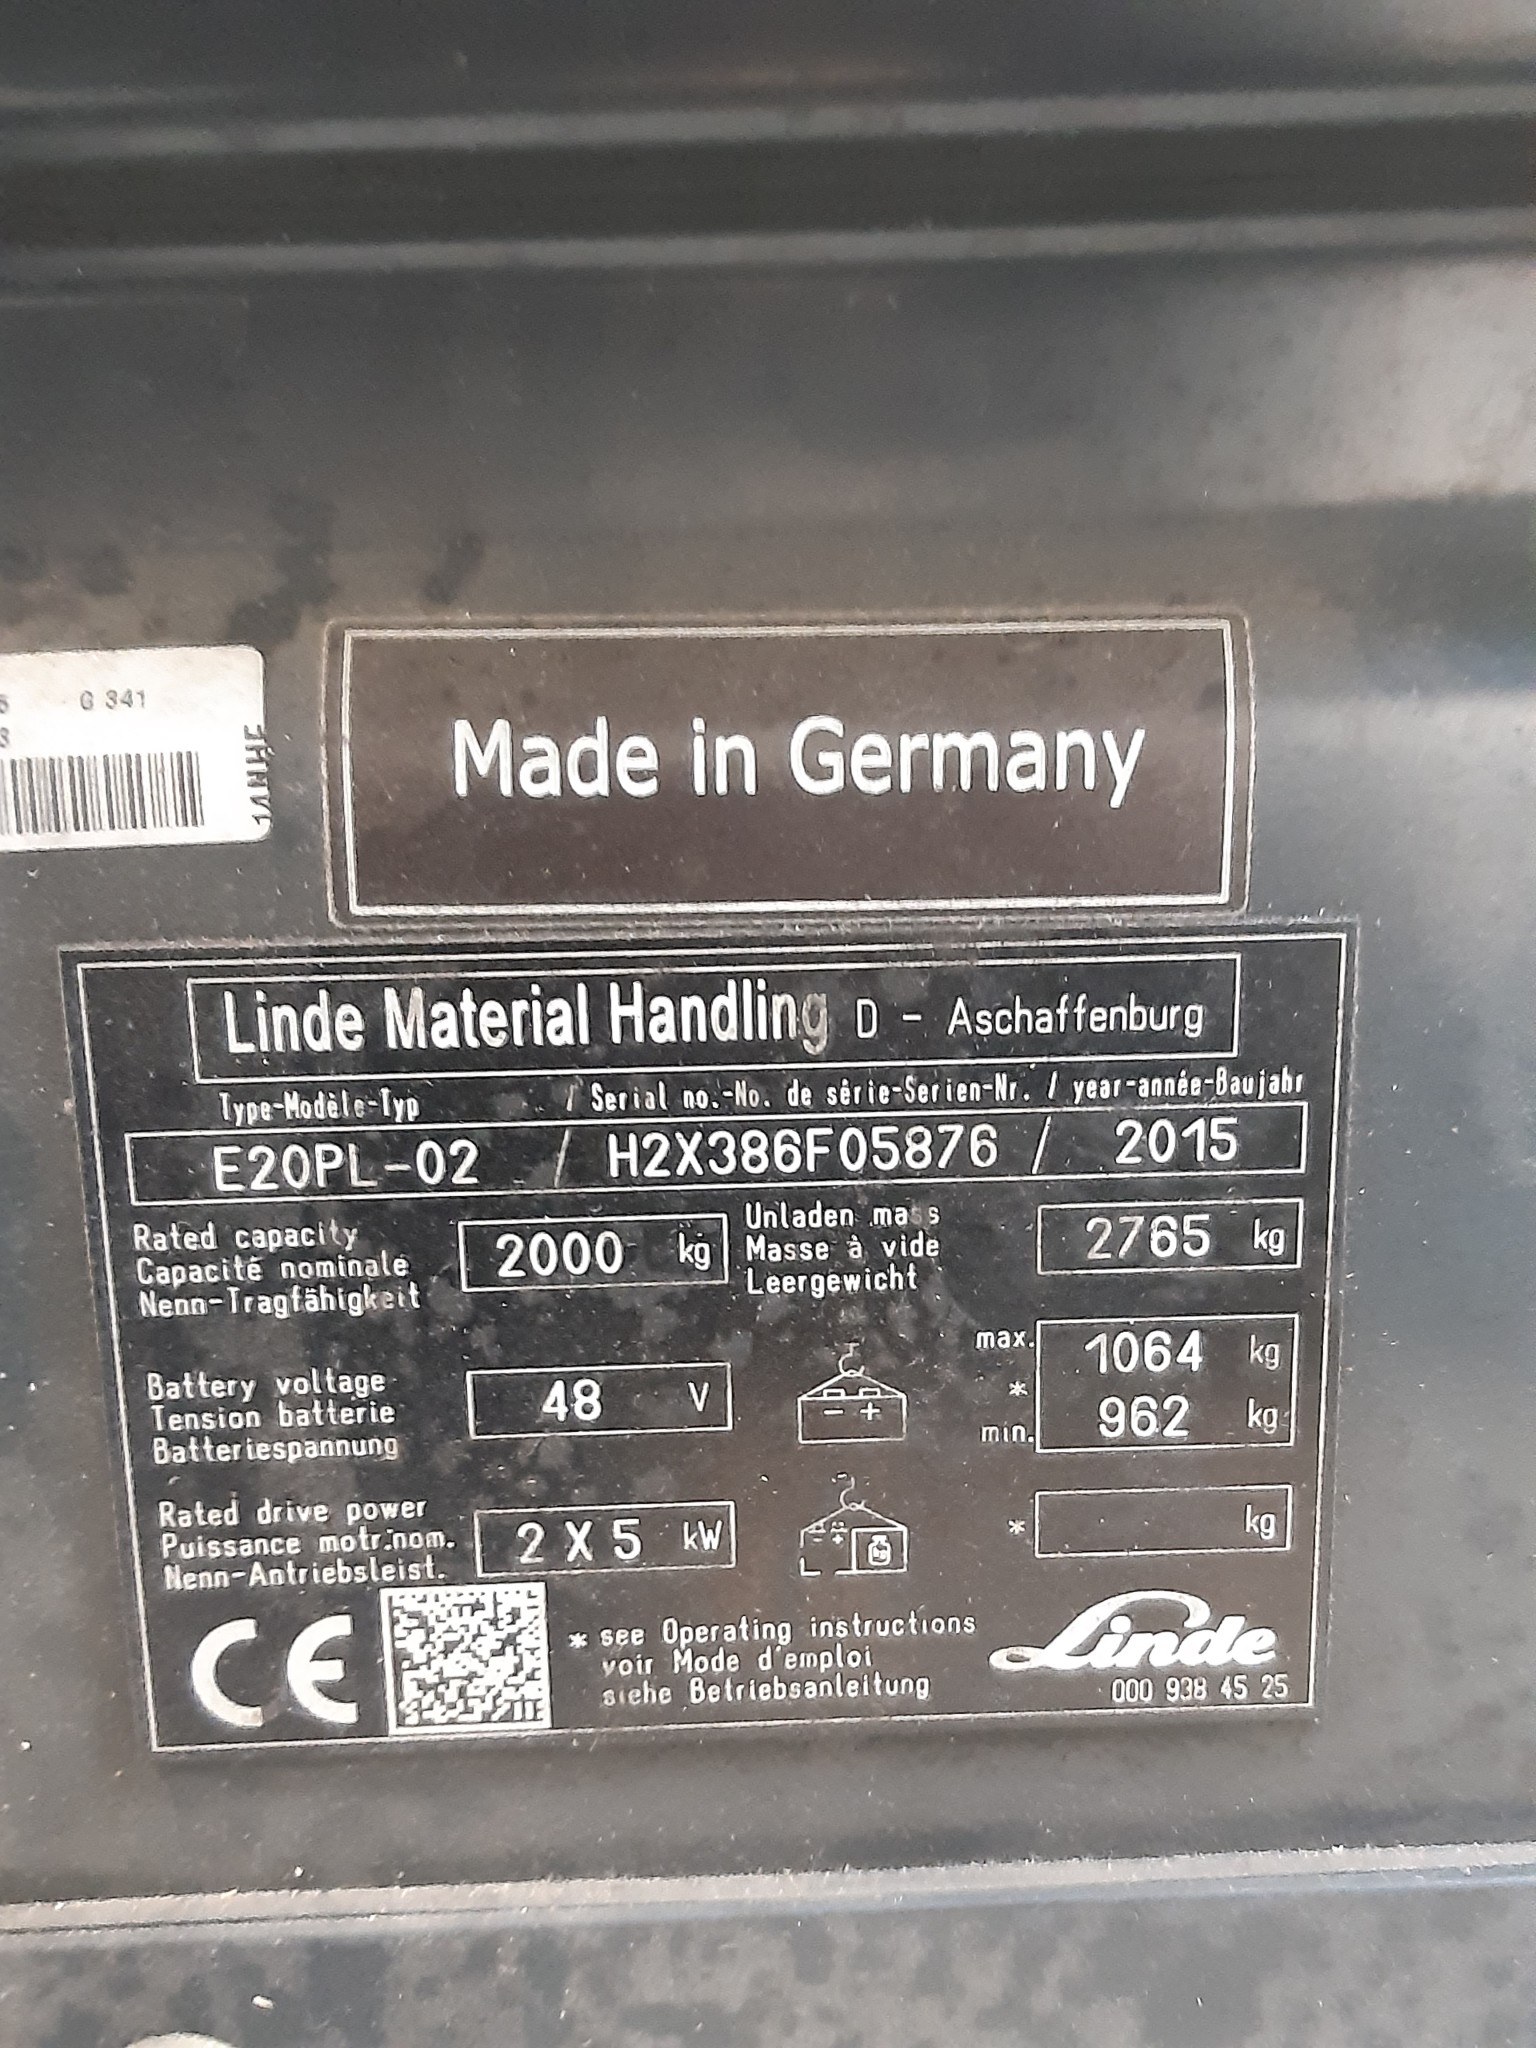 G 341
Made in Germany
Linde Material Handling D - Aschaffenburg
Type-Modèle-Typ / Serial no.-No. de série-Serien-Nr. / year-année-Baujahr
E20PL-02 / H2X386F05876 / 2015
Rated capacity
Capacité nominale
Nenn-Tragfähigkeit
2000 kg
Unladen mass
Masse à vide
Leergewicht
2765 kg
Battery voltage
Tension batterie
Batteriespannung
48 V
- +
max. 1064 kg
*
min. 962 kg
Rated drive power
Puissance motr.nom.
Nenn-Antriebsleist.
2 X 5 kW
* kg
CE
* see Operating instructions
voir Mode d'emploi
siehe Betriebsanleitung
Linde
000 938 45 25